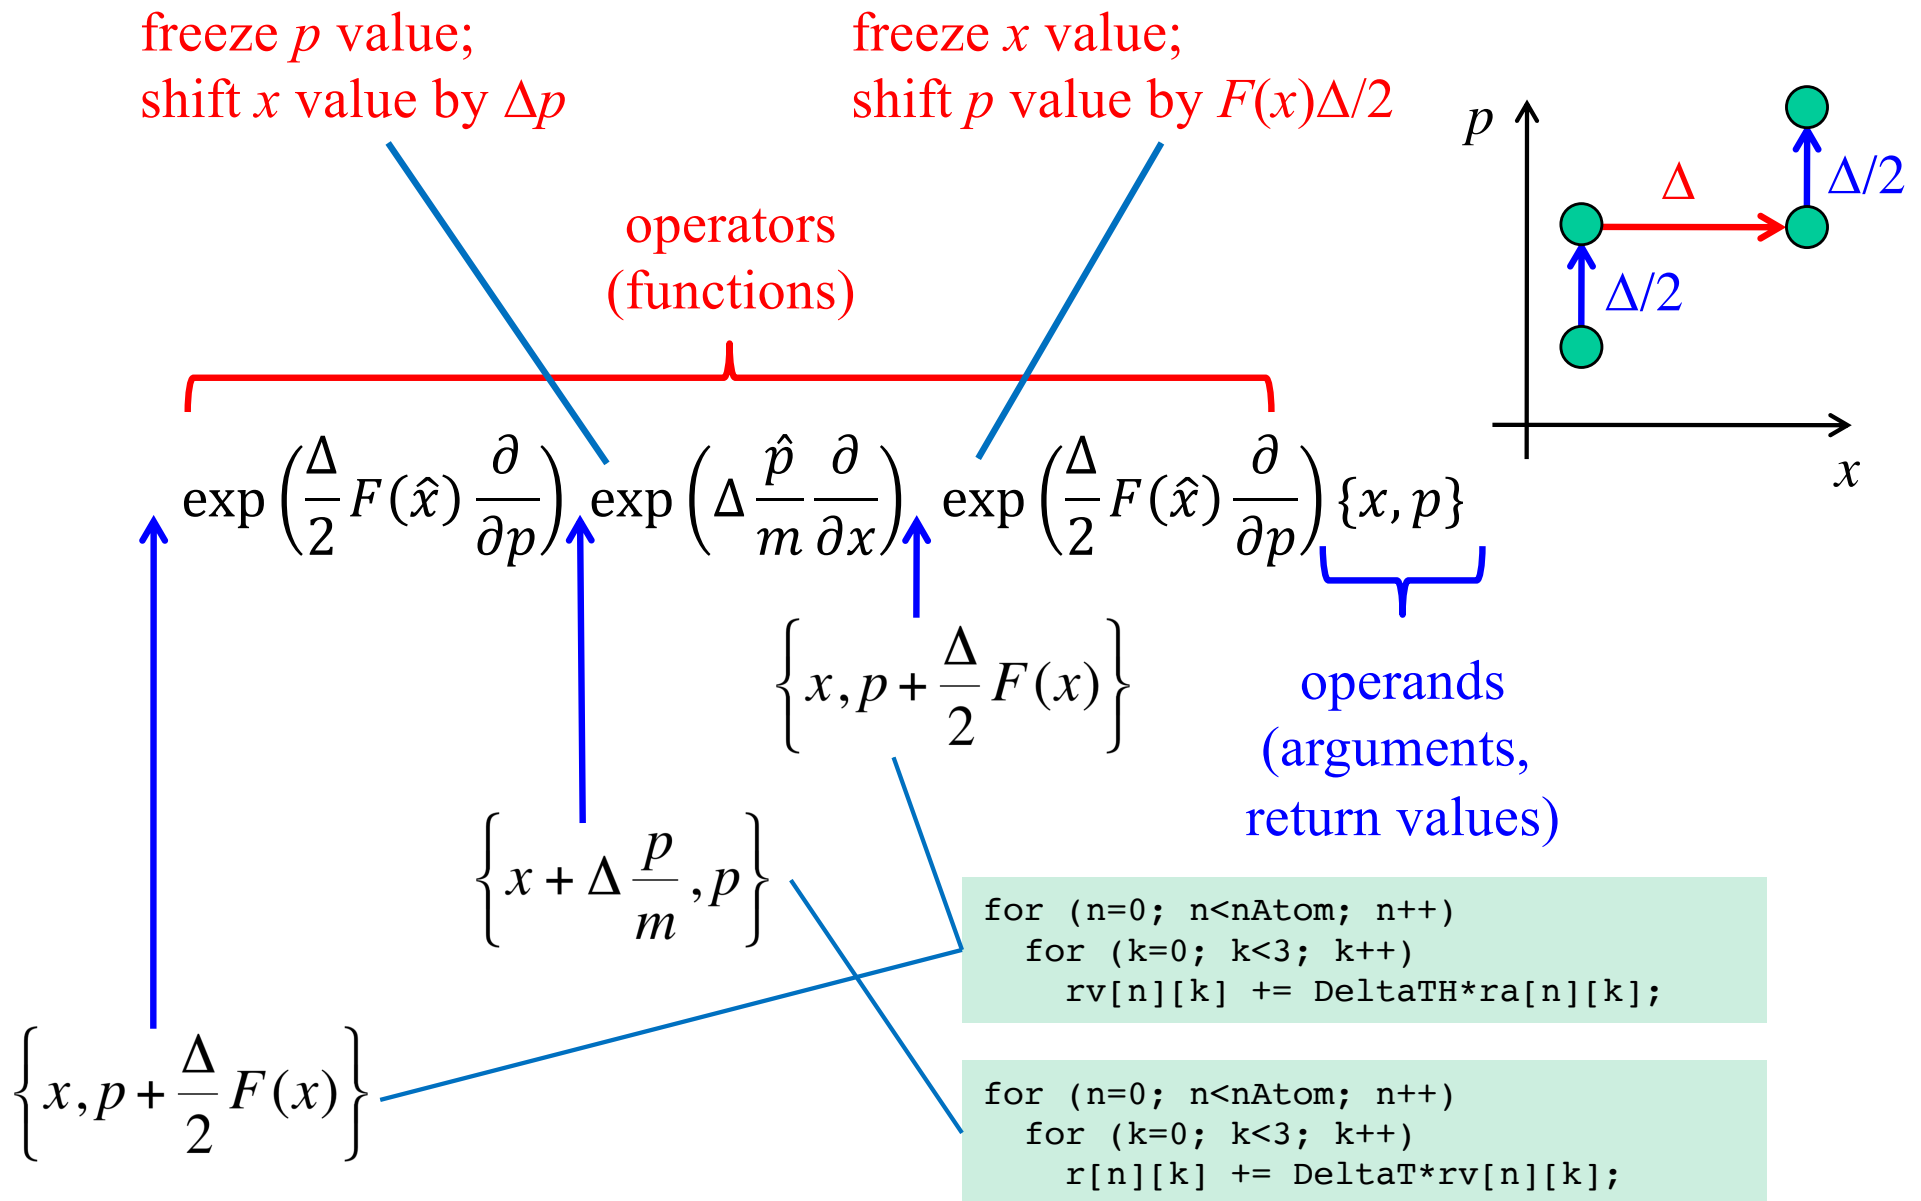 freeze p value;
shift x value by Δp
freeze x value;
shift p value by F(x)Δ/2
p
Δ
Δ/2
Δ/2
x
operators
(functions)
exp(Δ/2 F(x̂) ∂/∂p) exp(Δ p̂/m ∂/∂x) exp(Δ/2 F(x̂) ∂/∂p) {x, p}
{x, p + Δ/2 F(x)}
operands
(arguments,
return values)
{x + Δ p/m, p}
for (n=0; n<nAtom; n++)
for (k=0; k<3; k++)
rv[n][k] += DeltaTH*ra[n][k];
{x, p + Δ/2 F(x)}
for (n=0; n<nAtom; n++)
for (k=0; k<3; k++)
r[n][k] += DeltaT*rv[n][k];